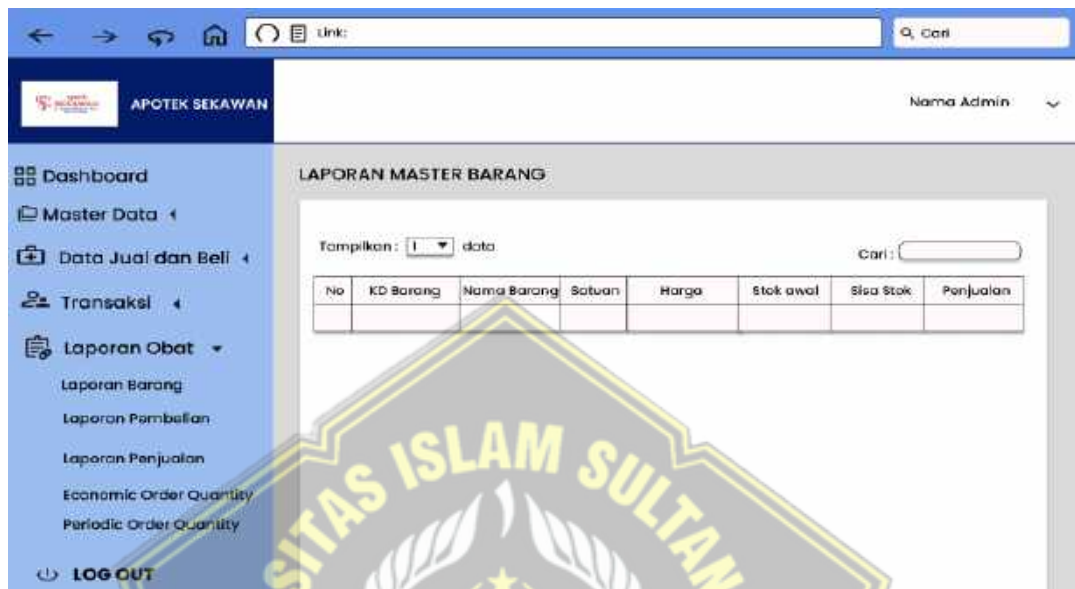 Link:
Cari
SEKAWAN
APOTEK SEKAWAN
Nama Admin
Dashboard
Master Data
Data Jual dan Beli
Transaksi
Laporan Obat
Laporan Barang
Laporan Pembelian
Laporan Penjualan
Economic Order Quantity
Periodic Order Quantity
LOG OUT
LAPORAN MASTER BARANG
Tampilkan: 1 data
Cari:
No KD Barang Nama Barang Satuan Harga Stok awal Sisa Stok Penjualan
SITAS ISLAM SULTAN